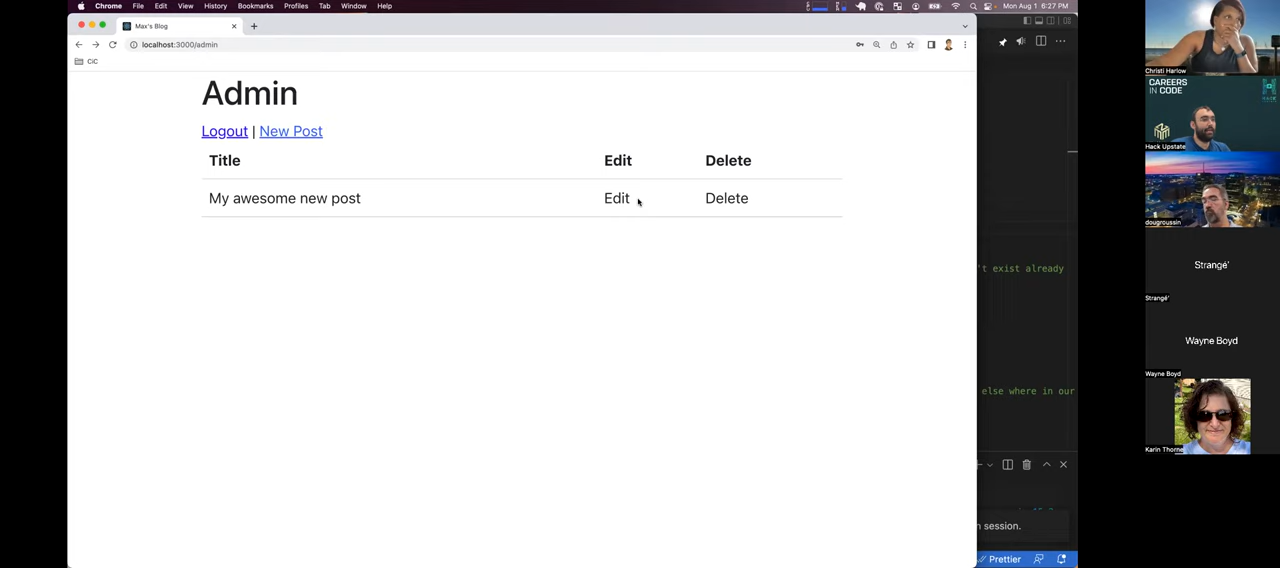 Chrome File Edit View History Bookmarks Profiles Tab Window Help
Mon Aug 1 6:27 PM
Max's Blog
localhost:3000/admin
CiC
Admin
Logout | New Post
Title Edit Delete
My awesome new post Edit Delete
't exist already
else where in our
session.
Prettier
Christi Harlow
CAREERS
IN CODE
Hack Upstate
dougroussin
Strangé'
Strangé'
Wayne Boyd
Wayne Boyd
Karin Thorne